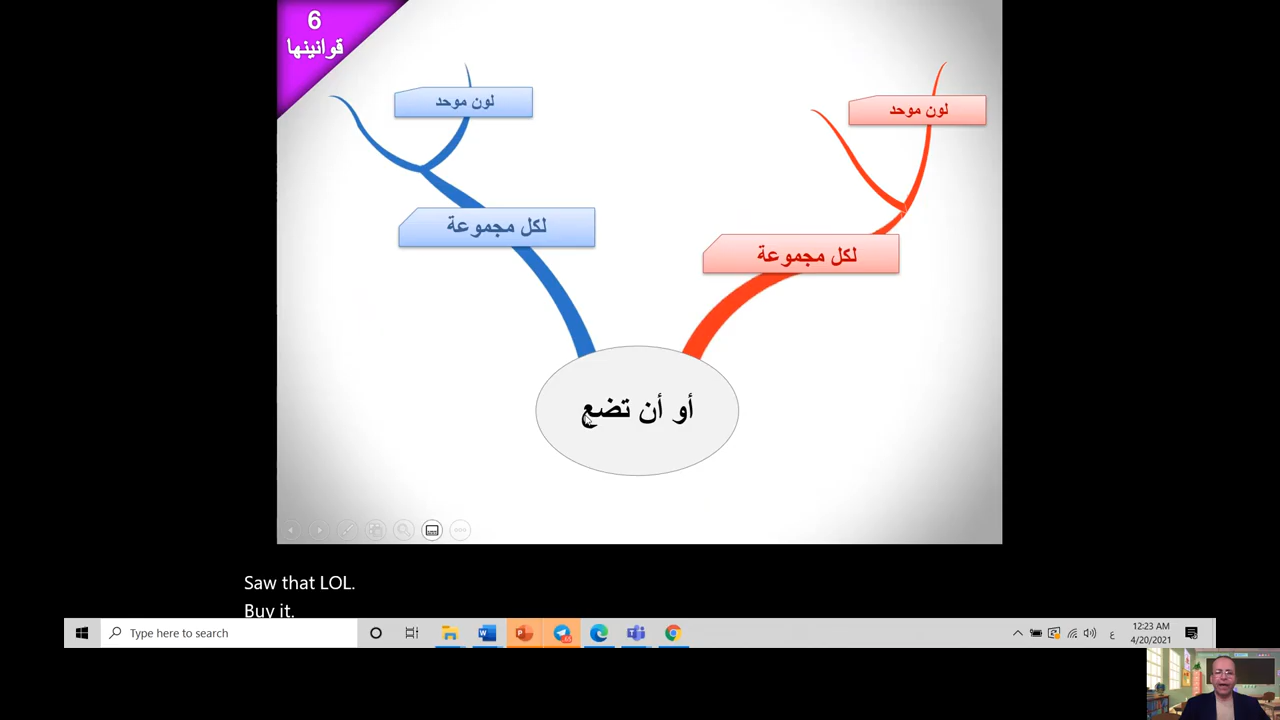 6
قوانينها
لون موحد
لون موحد
لكل مجموعة
لكل مجموعة
أو أن تضع
Saw that LOL.
Buy it.
Type here to search
ع
12:23 AM
4/20/2021